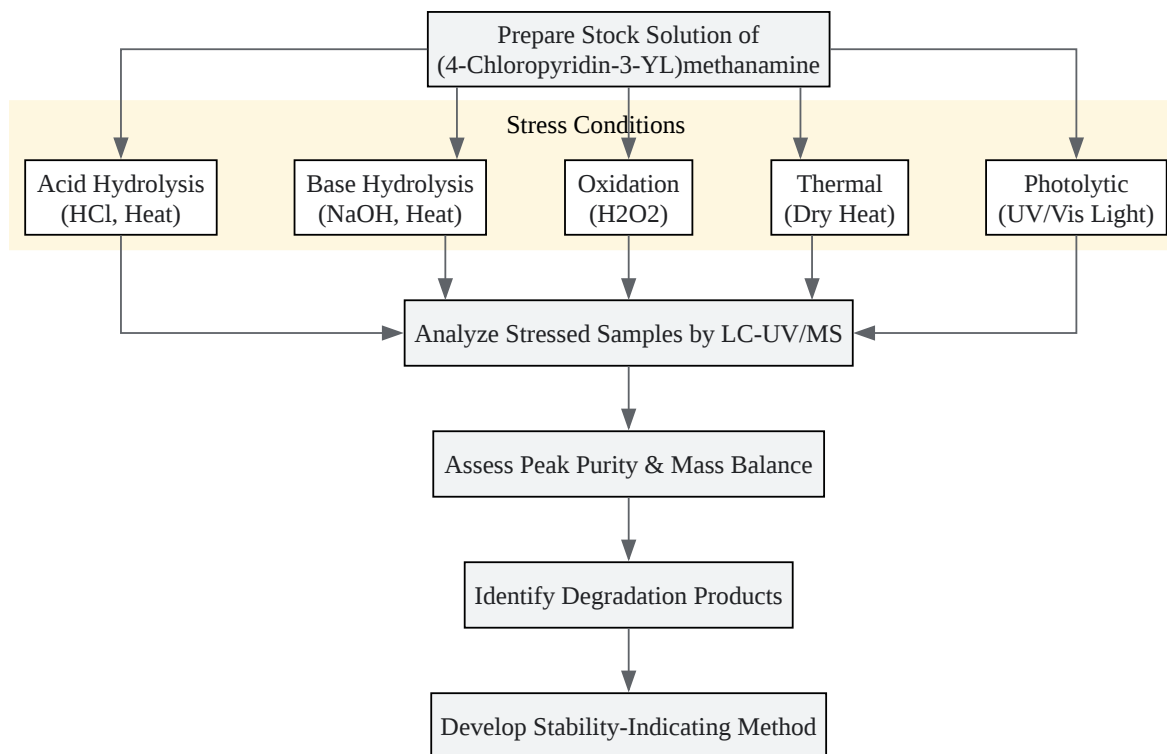 Prepare Stock Solution of
(4-Chloropyridin-3-YL)methanamine
Stress Conditions
Acid Hydrolysis
(HCl, Heat)
Base Hydrolysis
(NaOH, Heat)
Oxidation
(H2O2)
Thermal
(Dry Heat)
Photolytic
(UV/Vis Light)
Analyze Stressed Samples by LC-UV/MS
Assess Peak Purity & Mass Balance
Identify Degradation Products
Develop Stability-Indicating Method